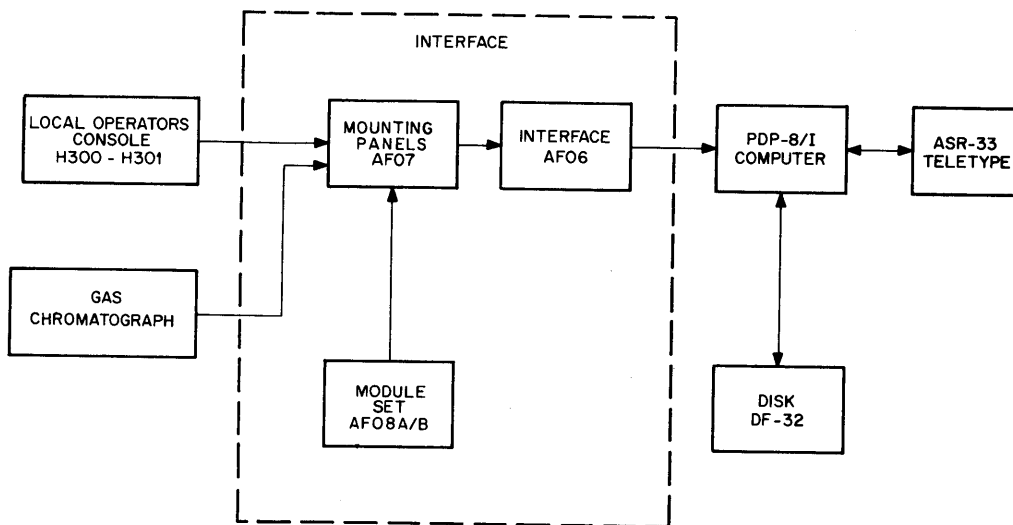 INTERFACE
LOCAL OPERATORS
CONSOLE
H300 - H301
MOUNTING
PANELS
AF07
INTERFACE
AF06
PDP-8/I
COMPUTER
ASR-33
TELETYPE
GAS
CHROMATOGRAPH
MODULE
SET
AF08A/B
DISK
DF-32